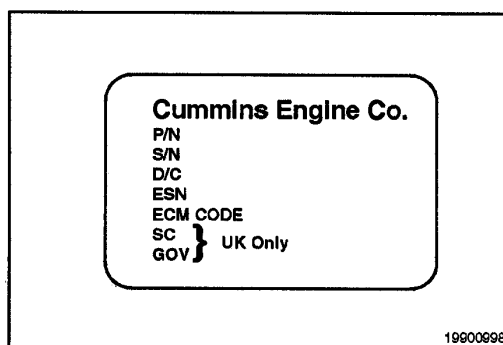 Cummins Engine Co.
P/N
S/N
D/C
ESN
ECM CODE
SC
GOV } UK Only
19900998